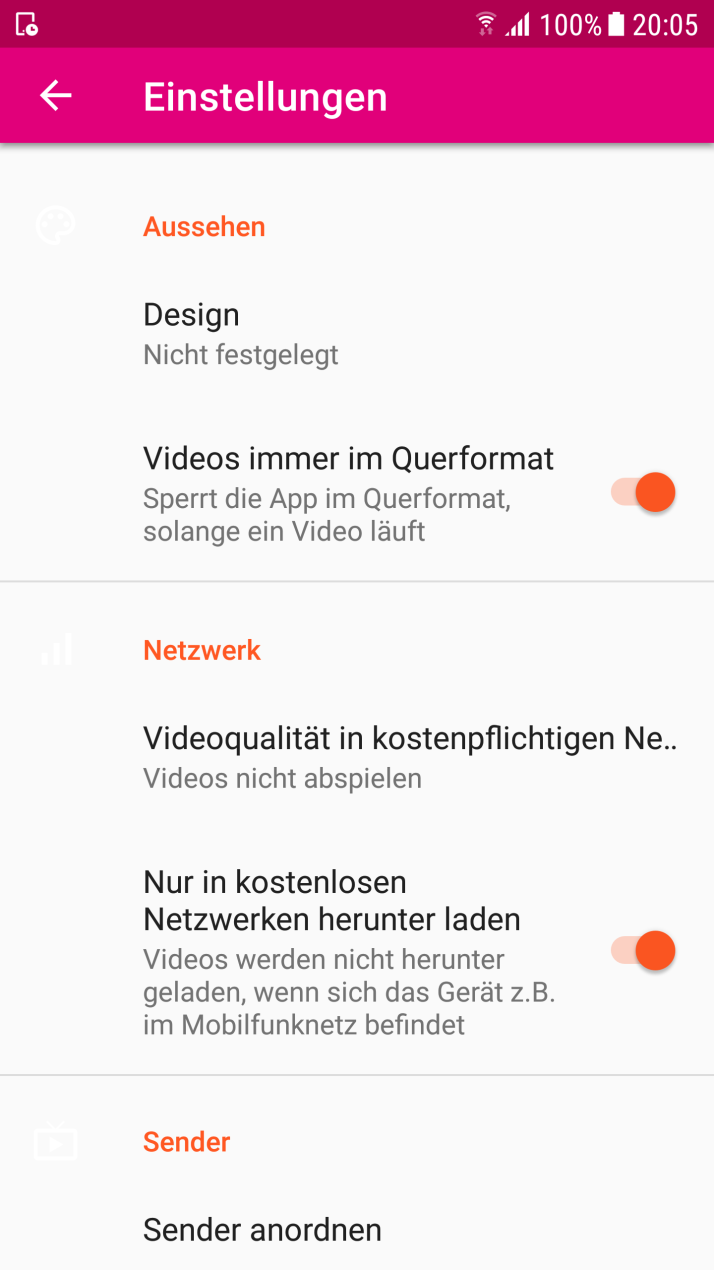 100% 20:05
Einstellungen
Aussehen
Design
Nicht festgelegt
Videos immer im Querformat
Sperrt die App im Querformat,
solange ein Video läuft
Netzwerk
Videoqualität in kostenpflichtigen Ne..
Videos nicht abspielen
Nur in kostenlosen
Netzwerken herunter laden
Videos werden nicht herunter
geladen, wenn sich das Gerät z.B.
im Mobilfunknetz befindet
Sender
Sender anordnen